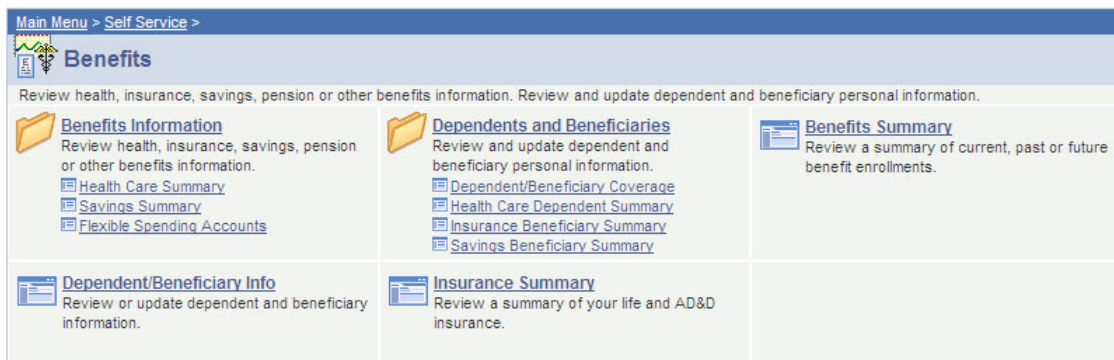 Main Menu > Self Service >
Benefits
Review health, insurance, savings, pension or other benefits information. Review and update dependent and beneficiary personal information.
Benefits Information
Review health, insurance, savings, pension
or other benefits information.
Health Care Summary
Savings Summary
Flexible Spending Accounts
Dependents and Beneficiaries
Review and update dependent and
beneficiary personal information.
Dependent/Beneficiary Coverage
Health Care Dependent Summary
Insurance Beneficiary Summary
Savings Beneficiary Summary
Benefits Summary
Review a summary of current, past or future
benefit enrollments.
Dependent/Beneficiary Info
Review or update dependent and beneficiary
information.
Insurance Summary
Review a summary of your life and AD&D
insurance.